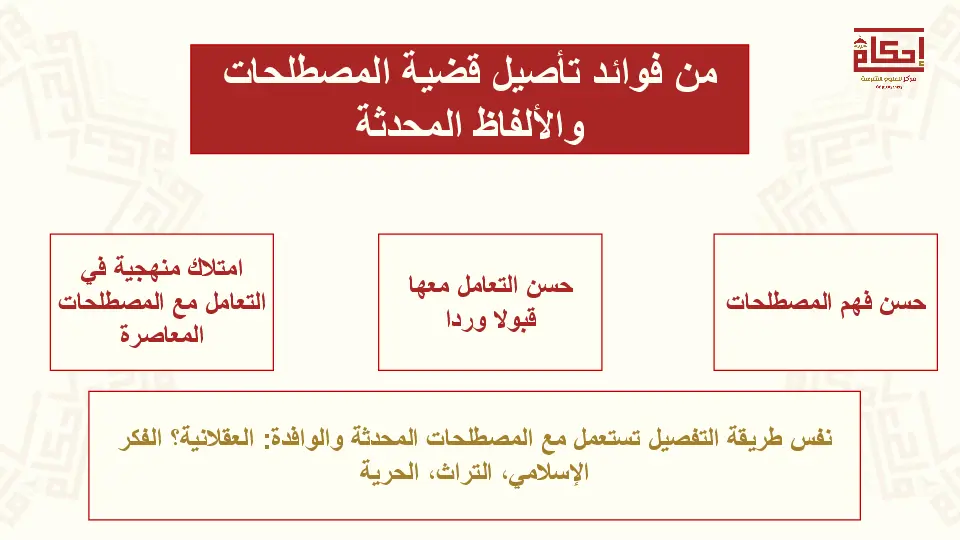 من فوائد تأصيل قضية المصطلحات
والألفاظ المحدثة
إحكام
مركز للعلوم الشرعية
حسن فهم المصطلحات
حسن التعامل معها
قبولا وردا
امتلاك منهجية في
التعامل مع المصطلحات
المعاصرة
نفس طريقة التفصيل تستعمل مع المصطلحات المحدثة والوافدة: العقلانية؟ الفكر
الإسلامي، التراث، الحرية